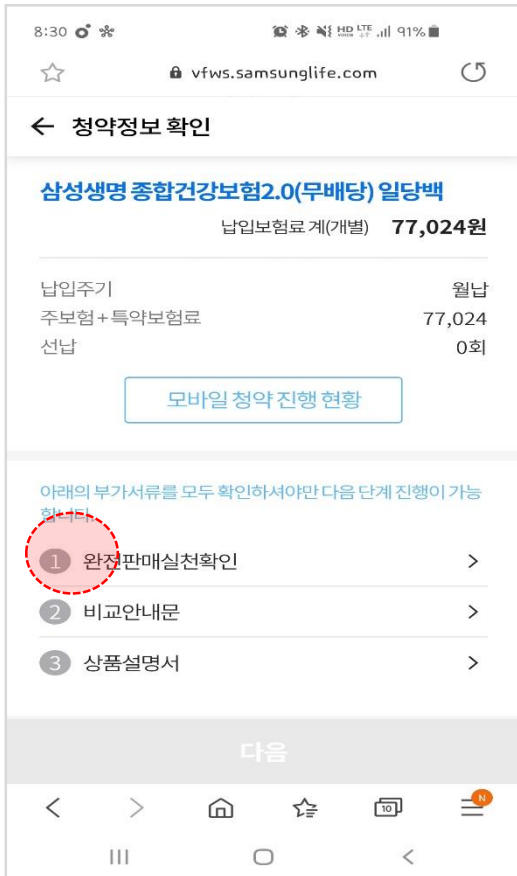 8:30 HD VOICE LTE 91%
vfws.samsunglife.com
청약정보 확인
삼성생명 종합건강보험2.0(무배당) 일당백
납입보험료 계(개별) 77,024원
납입주기 월납
주보험+특약보험료 77,024
선납 0회
모바일 청약 진행 현황
아래의 부가서류를 모두 확인하셔야만 다음 단계 진행이 가능
합니다.
1 완전판매실천확인
2 비교안내문
3 상품설명서
다음
10 N